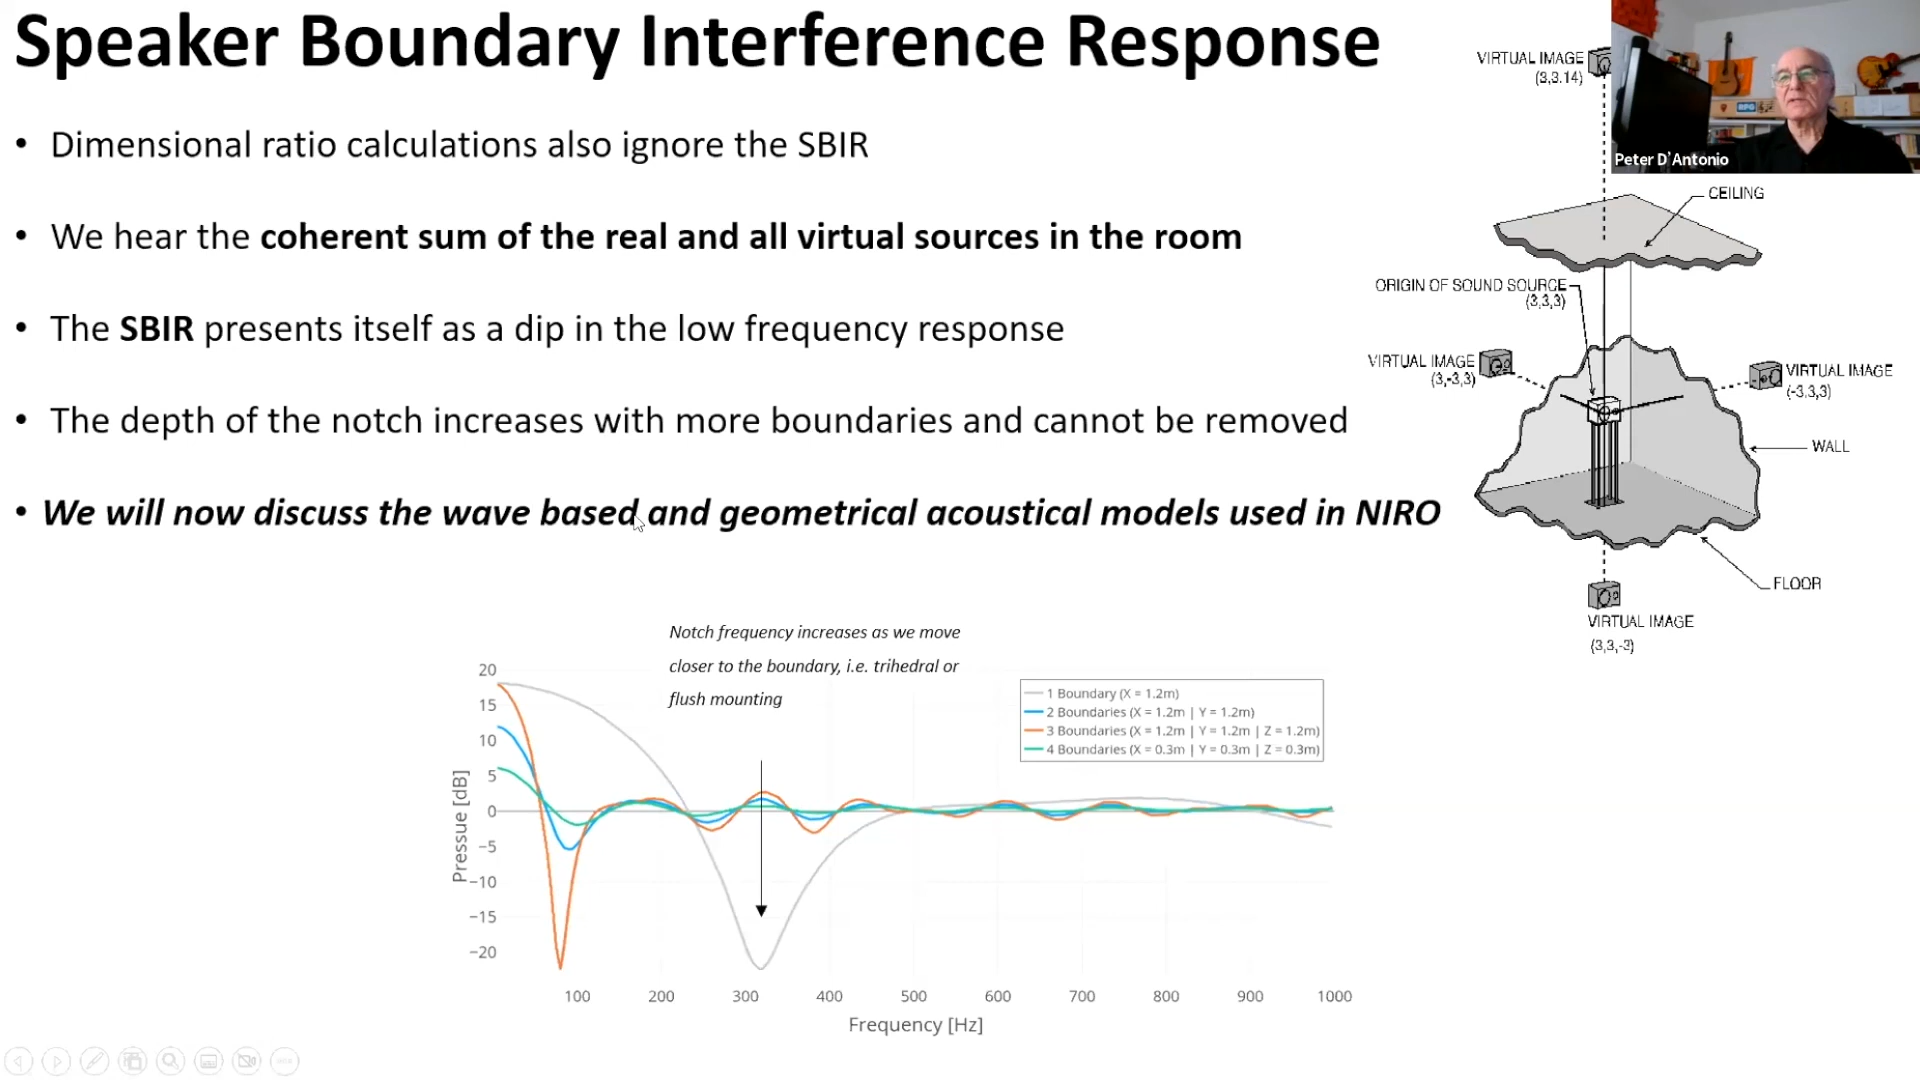 Speaker Boundary Interference Response
• Dimensional ratio calculations also ignore the SBIR
• We hear the coherent sum of the real and all virtual sources in the room
• The SBIR presents itself as a dip in the low frequency response
• The depth of the notch increases with more boundaries and cannot be removed
• We will now discuss the wave based and geometrical acoustical models used in NIRO
VIRTUAL IMAGE
(3,3.14)
RPG
Peter D'Antonio
CEILING
ORIGIN OF SOUND SOURCE
(3,3,3)
VIRTUAL IMAGE
(3,-3,3)
VIRTUAL IMAGE
(-3,3,3)
WALL
FLOOR
VIRTUAL IMAGE
(3,3,-3)
Notch frequency increases as we move
closer to the boundary, i.e. trihedral or
flush mounting
1 Boundary (X = 1.2m)
2 Boundaries (X = 1.2m | Y = 1.2m)
3 Boundaries (X = 1.2m | Y = 1.2m | Z = 1.2m)
4 Boundaries (X = 0.3m | Y = 0.3m | Z = 0.3m)
Pressue [dB]
20
15
10
5
0
−5
−10
−15
−20
100 200 300 400 500 600 700 800 900 1000
Frequency [Hz]